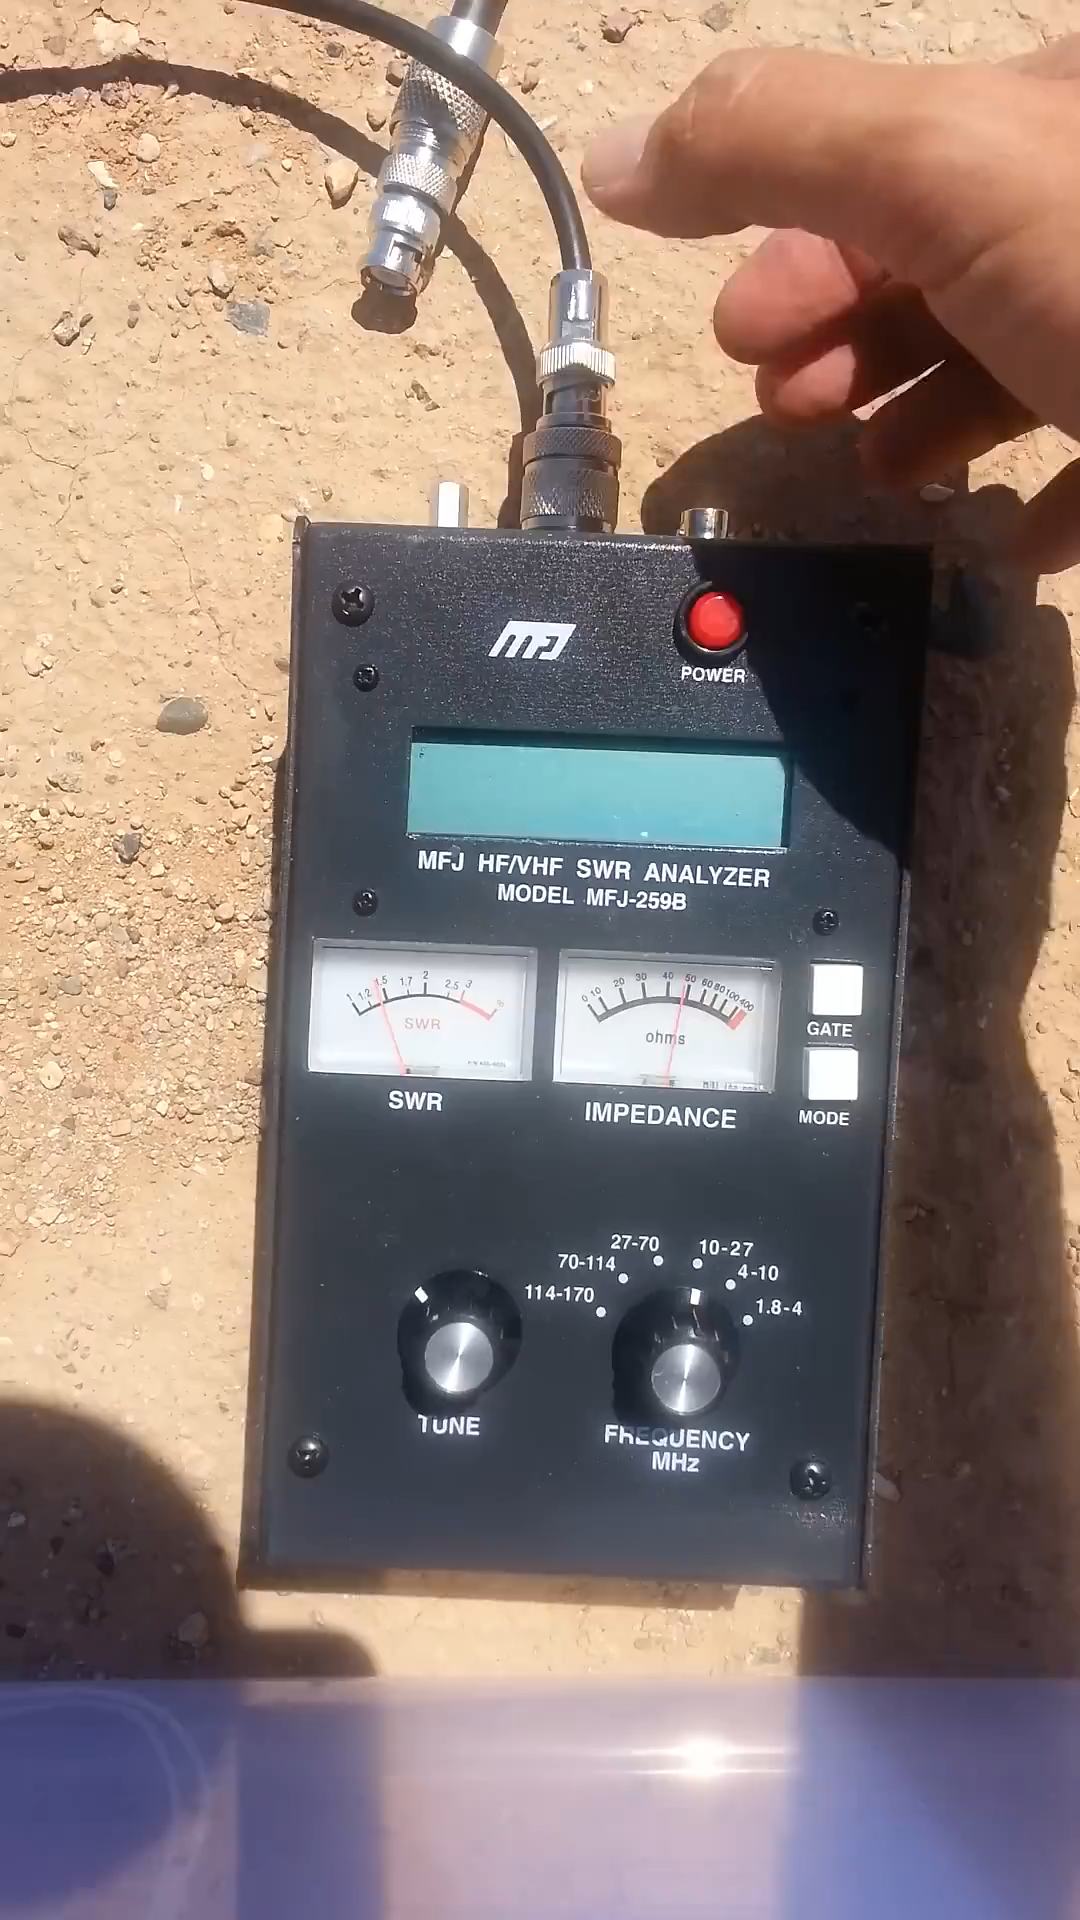 MFJ
POWER
MFJ HF/VHF SWR ANALYZER
MODEL MFJ-259B
1 1.2 1.5 1.7 2 2.5 3
SWR
0 10 20 30 40 50 60 80 100 400
ohms
GATE
SWR
IMPEDANCE
MODE
27-70
10-27
70-114
4-10
114-170
1.8-4
TUNE
FREQUENCY
MHz